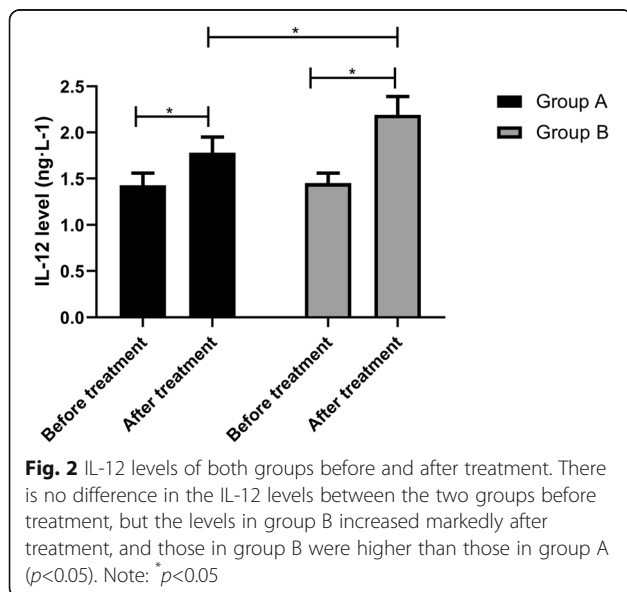 *
*
*
2.5
2.0
1.5
1.0
0.5
0.0
IL-12 level (ng·L-1)
Before treatment
After treatment
Before treatment
After treatment
Group A
Group B
Fig. 2 IL-12 levels of both groups before and after treatment. There
is no difference in the IL-12 levels between the two groups before
treatment, but the levels in group B increased markedly after
treatment, and those in group B were higher than those in group A
(p<0.05). Note: *p<0.05